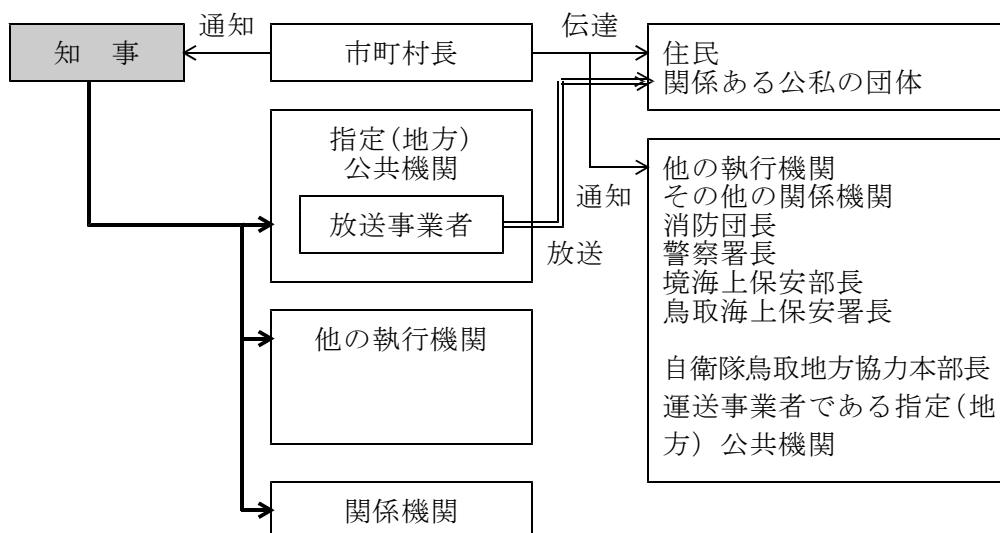 通知
伝達
知　事
市町村長
住民
関係ある公私の団体
指定(地方)
公共機関
放送事業者
通知
放送
他の執行機関
その他の関係機関
消防団長
警察署長
境海上保安部長
鳥取海上保安署長
自衛隊鳥取地方協力本部長
運送事業者である指定(地
方) 公共機関
他の執行機関
関係機関